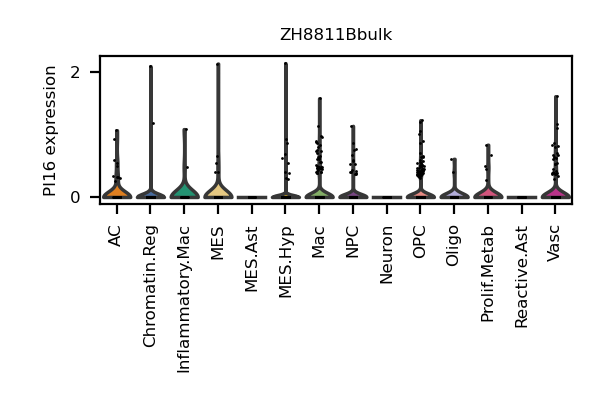 ZH8811Bbulk
PI16 expression
2
0
AC
Chromatin.Reg
Inflammatory.Mac
MES
MES.Ast
MES.Hyp
Mac
NPC
Neuron
OPC
Oligo
Prolif.Metab
Reactive.Ast
Vasc